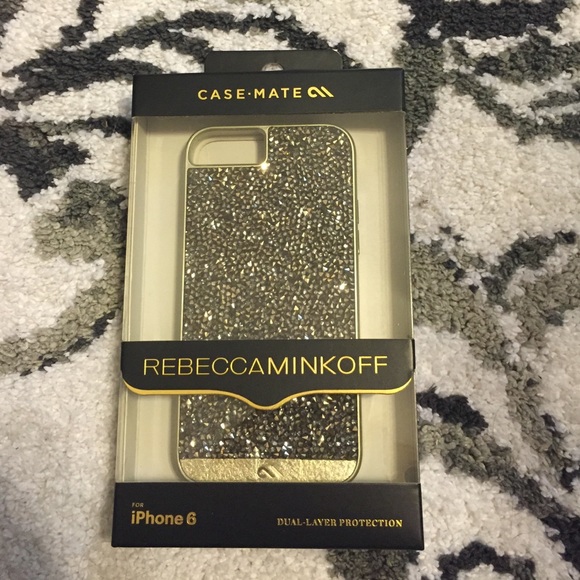 CASE·MATE
REBECCAMINKOFF
FOR
iPhone 6
DUAL-LAYER PROTECTION